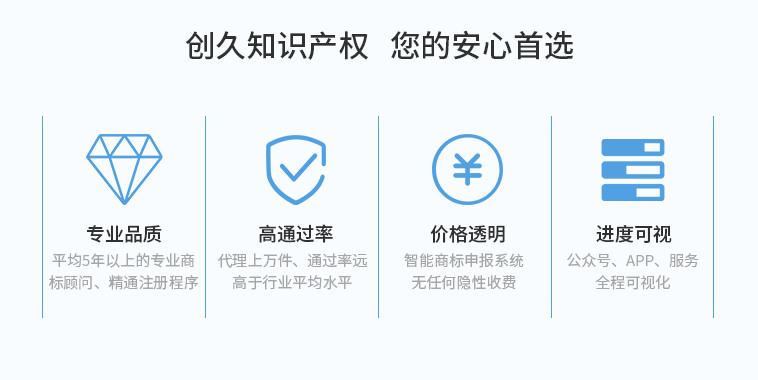 创久知识产权 您的安心首选
专业品质
平均5年以上的专业商
标顾问、精通注册程序
高通过率
代理上万件、通过率远
高于行业平均水平
¥
价格透明
智能商标申报系统
无任何隐性收费
进度可视
公众号、APP、服务
全程可视化